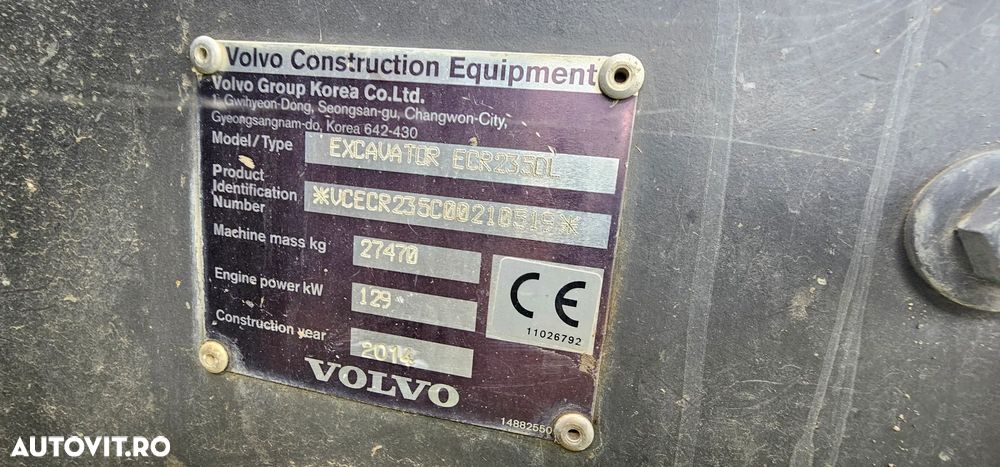 Volvo Construction Equipment
Volvo Group Korea Co.Ltd.
1, Gwihyeon-Dong, Seongsan-gu, Changwon-City,
Gyeongsangnam-do, Korea 642-430
Model/Type EXCAVATOR ECR235DL
Product
Identification
Number *VCECR235C00210519*
Machine mass kg 27470
Engine power kW 129
Construction year 2014
CE
11026792
VOLVO
14882550
AUTOVIT.RO